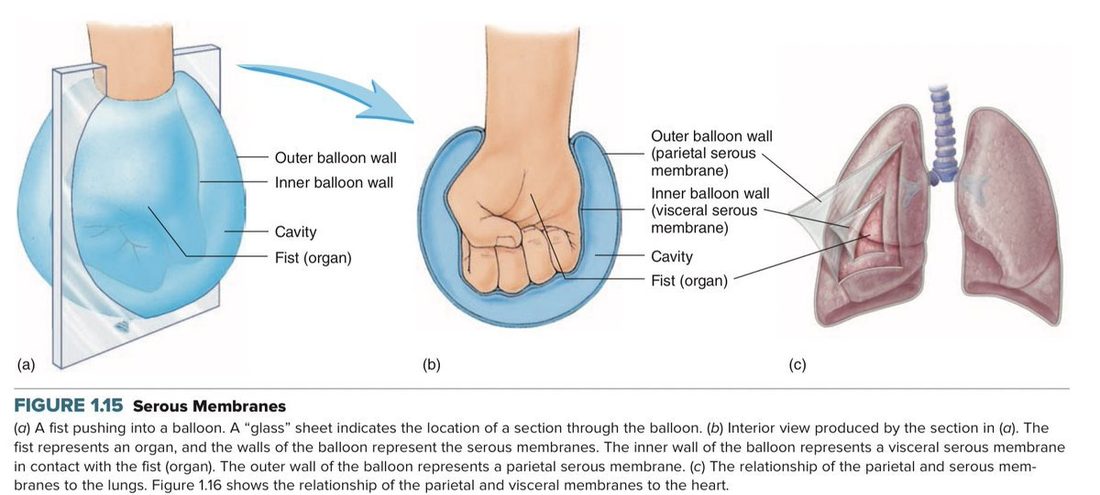 Outer balloon wall
Inner balloon wall
Cavity
Fist (organ)
(a)
Outer balloon wall
(parietal serous
membrane)
Inner balloon wall
(visceral serous
membrane)
Cavity
Fist (organ)
(b)
(c)
FIGURE 1.15 Serous Membranes
(a) A fist pushing into a balloon. A “glass” sheet indicates the location of a section through the balloon. (b) Interior view produced by the section in (a). The
fist represents an organ, and the walls of the balloon represent the serous membranes. The inner wall of the balloon represents a visceral serous membrane
in contact with the fist (organ). The outer wall of the balloon represents a parietal serous membrane. (c) The relationship of the parietal and serous mem-
branes to the lungs. Figure 1.16 shows the relationship of the parietal and visceral membranes to the heart.